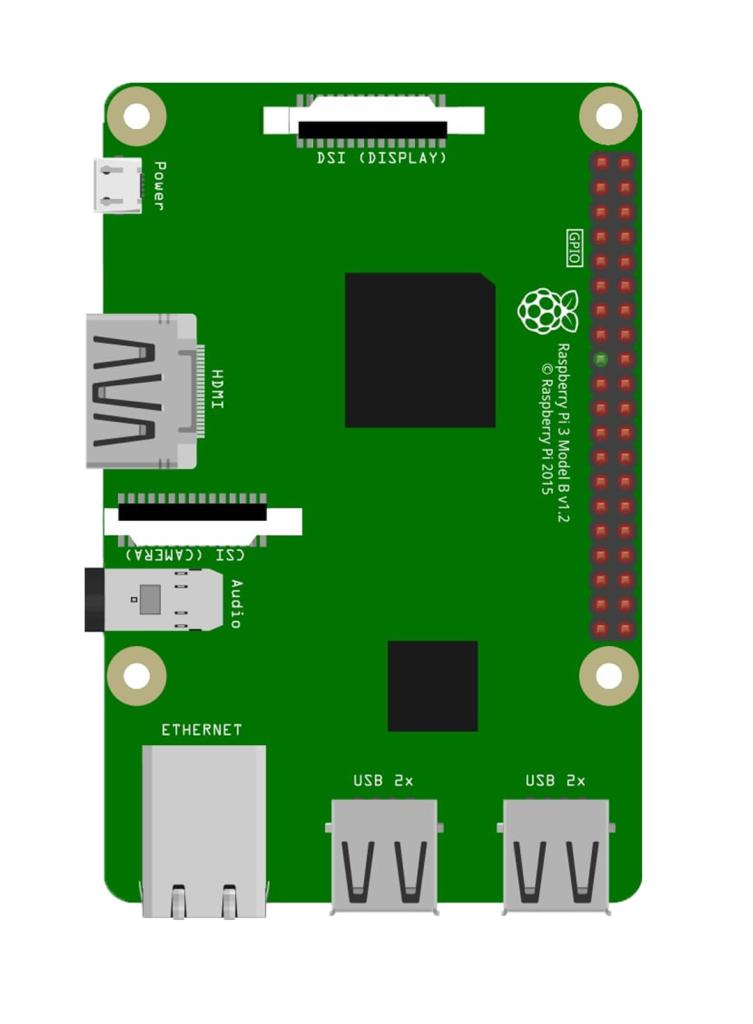 DSI (DISPLAY)
Power
GPIO
HDMI
Raspberry Pi 3 Model B v1.2
© Raspberry Pi 2015
CSI (CAMERA)
Audio
ETHERNET
USB 2x
USB 2x